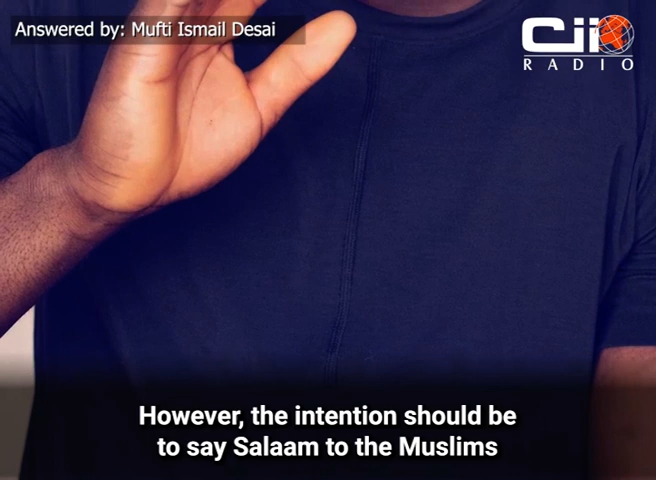 Answered by: Mufti Ismail Desai
Cii
RADIO
However, the intention should be
to say Salaam to the Muslims